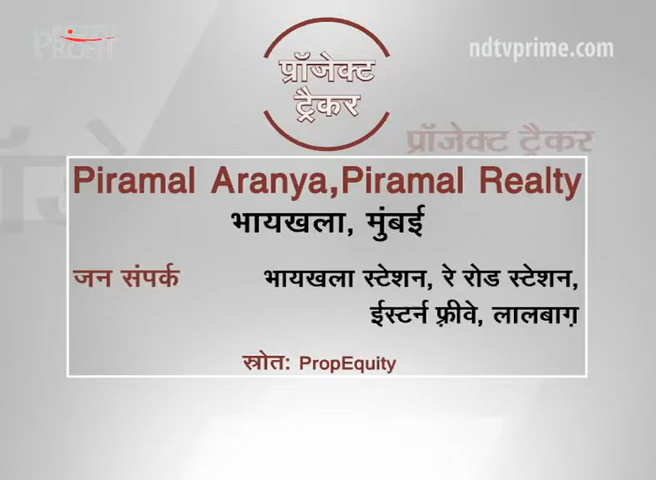 PROFIT
ndtvprime.com
प्रॉजेक्ट
ट्रैकर
प्रॉजेक्ट ट्रैकर
Piramal Aranya,Piramal Realty
भायखला, मुंबई
जन संपर्क भायखला स्टेशन, रे रोड स्टेशन,
ईस्टर्न फ़्रीवे, लालबाग़
स्रोत: PropEquity